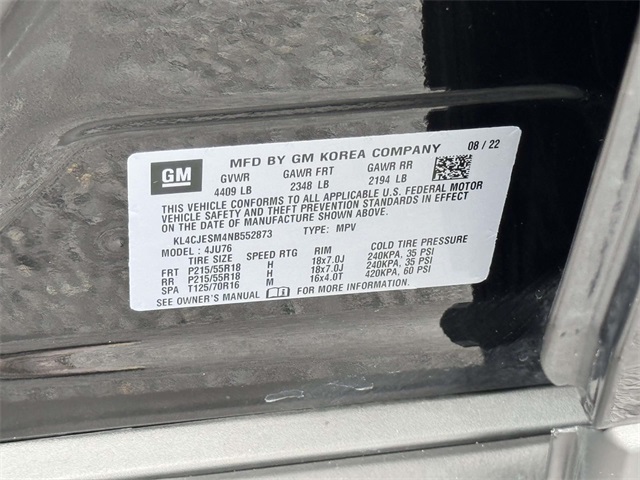 GM
MFD BY GM KOREA COMPANY 08 / 22
GVWR GAWR FRT GAWR RR
4409 LB 2348 LB 2194 LB
THIS VEHICLE CONFORMS TO ALL APPLICABLE U.S. FEDERAL MOTOR
VEHICLE SAFETY AND THEFT PREVENTION STANDARDS IN EFFECT
ON THE DATE OF MANUFACTURE SHOWN ABOVE.
KL4CJESM4NB552873 TYPE : MPV
MODEL : 4JU76
TIRE SIZE SPEED RTG RIM COLD TIRE PRESSURE
FRT P215/55R18 H 18x7.0J 240KPA, 35 PSI
RR P215/55R18 H 18x7.0J 240KPA, 35 PSI
SPA T125/70R16 M 16x4.0T 420KPA, 60 PSI
SEE OWNER'S MANUAL FOR MORE INFORMATION.